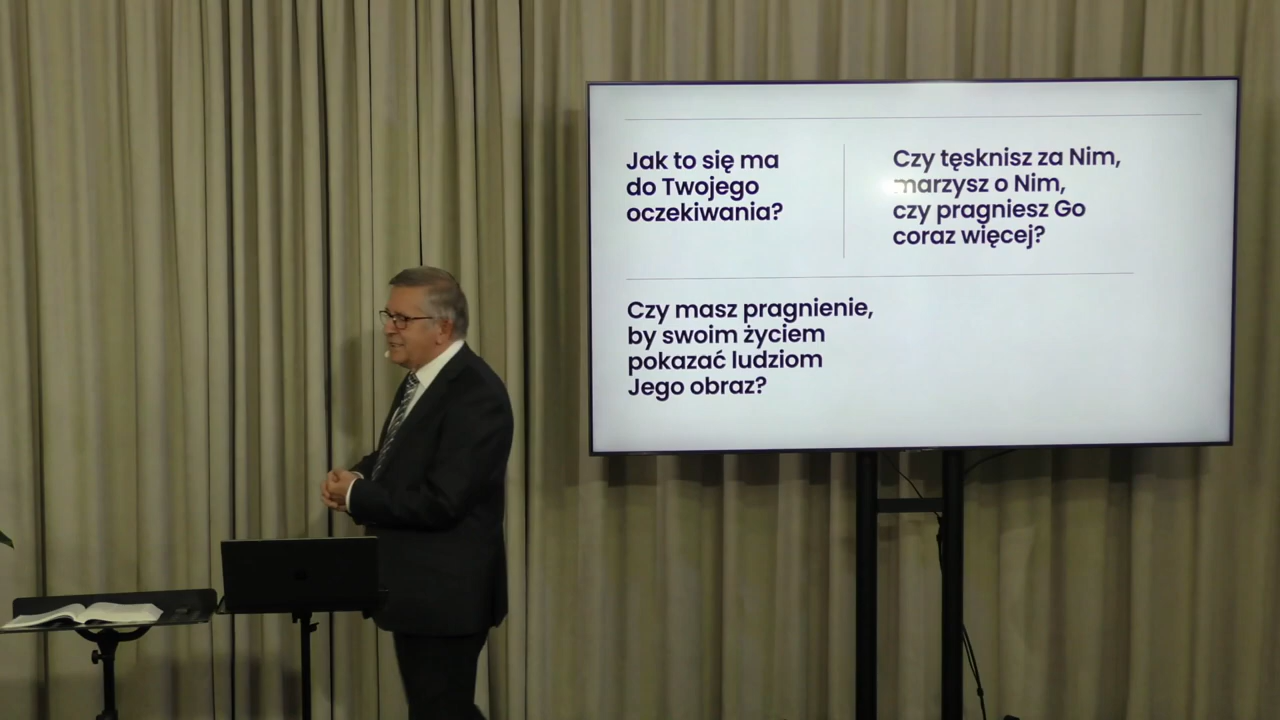 Jak to się ma
do Twojego
oczekiwania?
Czy tęsknisz za Nim,
marzysz o Nim,
czy pragniesz Go
coraz więcej?
Czy masz pragnienie,
by swoim życiem
pokazać ludziom
Jego obraz?